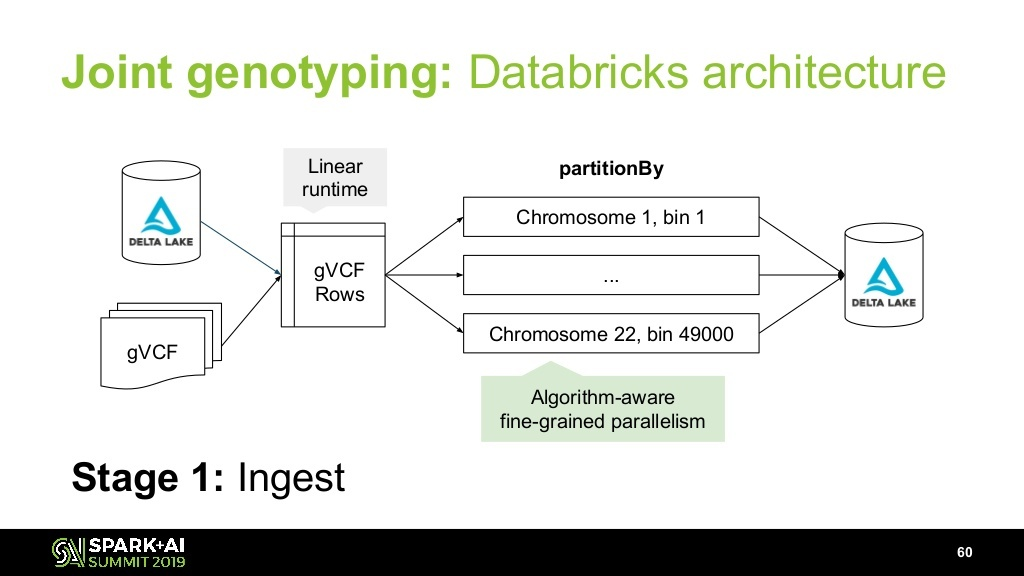 Joint genotyping: Databricks architecture
Linear
runtime
partitionBy
DELTA LAKE
gVCF
Rows
gVCF
Chromosome 1, bin 1
...
Chromosome 22, bin 49000
DELTA LAKE
Algorithm-aware
fine-grained parallelism
Stage 1: Ingest
SPARK+AI
SUMMIT 2019
60